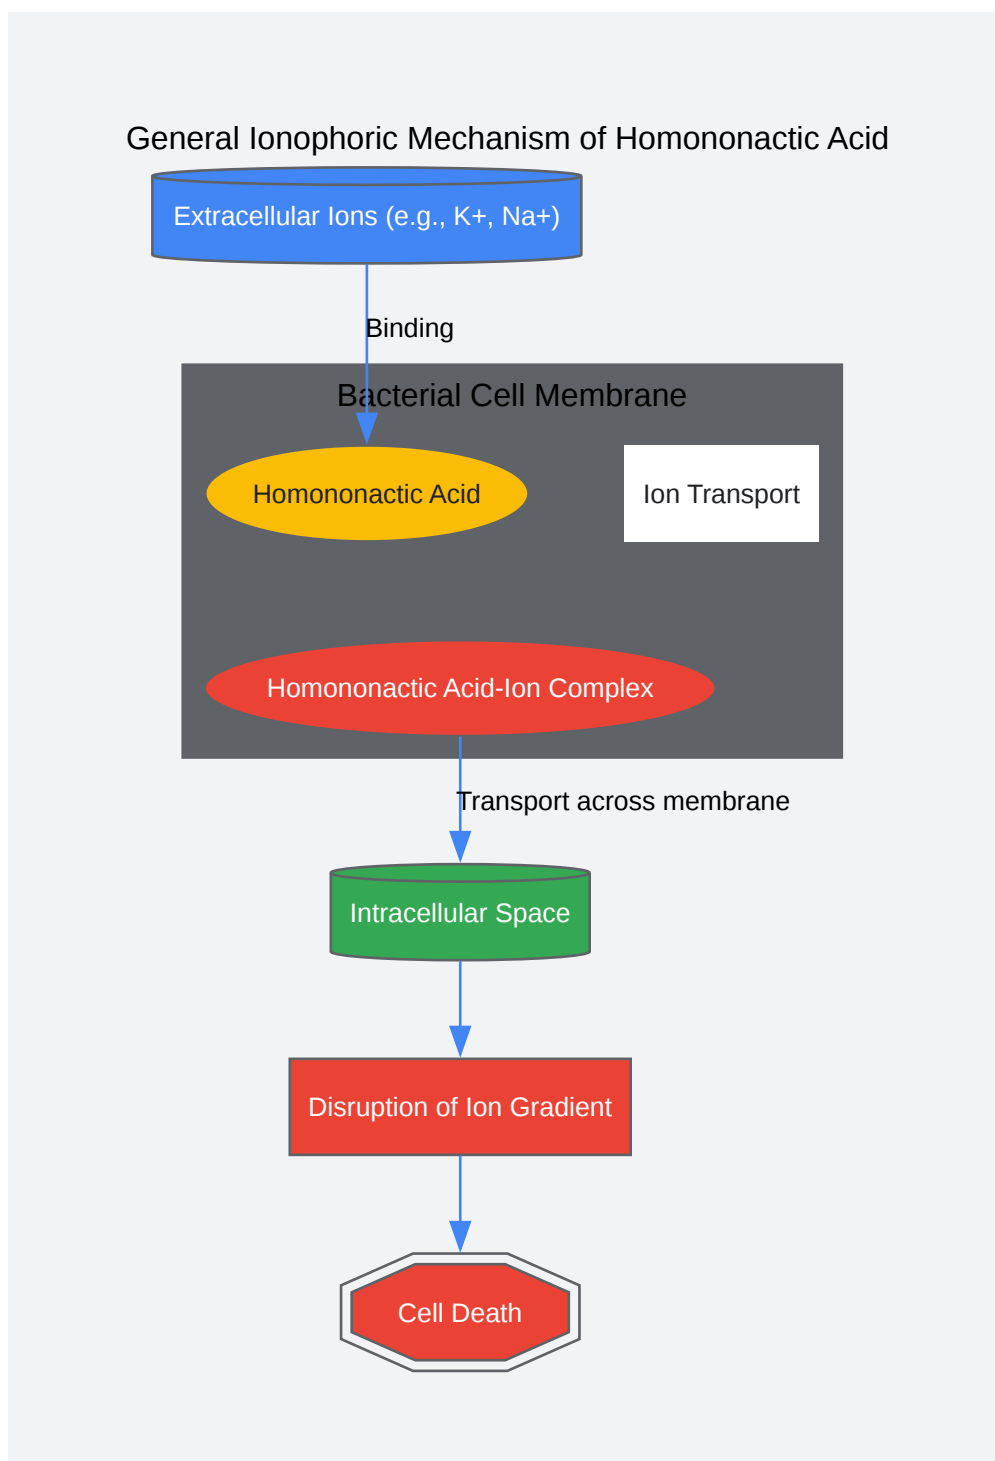 General Ionophoric Mechanism of Homononactic Acid
Extracellular Ions (e.g., K+, Na+)
Binding
Bacterial Cell Membrane
Homononactic Acid
Ion Transport
Homononactic Acid-Ion Complex
Transport across membrane
Intracellular Space
Disruption of Ion Gradient
Cell Death